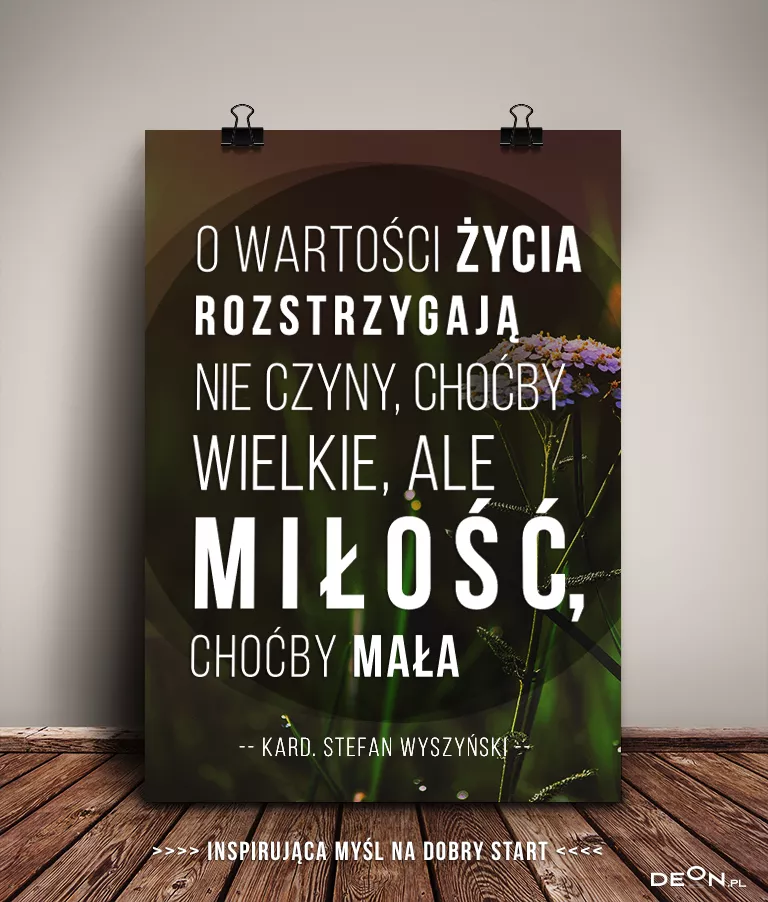 O WARTOŚCI ŻYCIA
ROZSTRZYGAJĄ
NIE CZYNY, CHOĆBY
WIELKIE, ALE
MIŁOŚĆ,
CHOĆBY MAŁA
-- KARD. STEFAN WYSZYŃSKI --
>>>> INSPIRUJĄCA MYŚL NA DOBRY START <<<<
DEON.PL